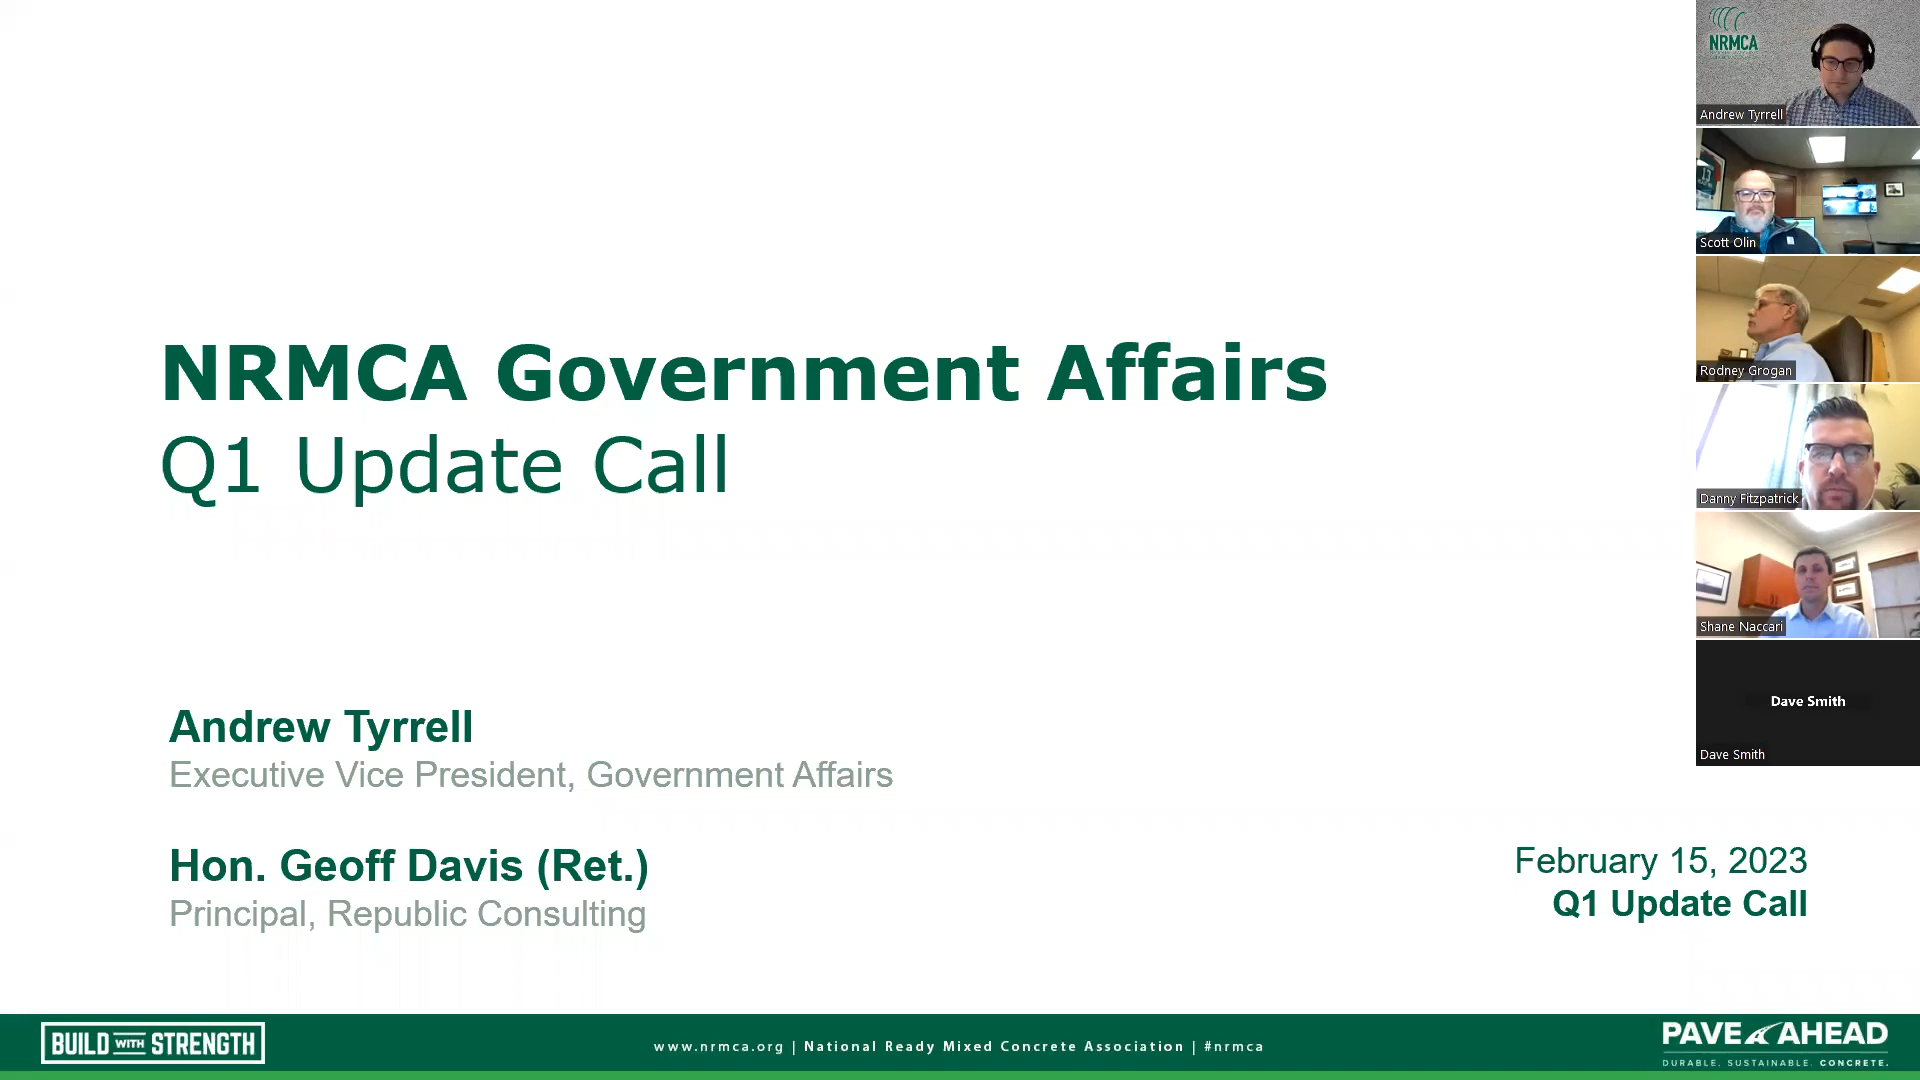 NRMCA Government Affairs
Q1 Update Call
Andrew Tyrrell
Executive Vice President, Government Affairs
Hon. Geoff Davis (Ret.)
Principal, Republic Consulting
February 15, 2023
Q1 Update Call
BUILD WITH STRENGTH
www.nrmca.org | National Ready Mixed Concrete Association | #nrmca
PAVE AHEAD
DURABLE. SUSTAINABLE. CONCRETE.
NRMCA
Andrew Tyrrell
13
Scott Olin
Rodney Grogan
Danny Fitzpatrick
Shane Naccari
Dave Smith
Dave Smith